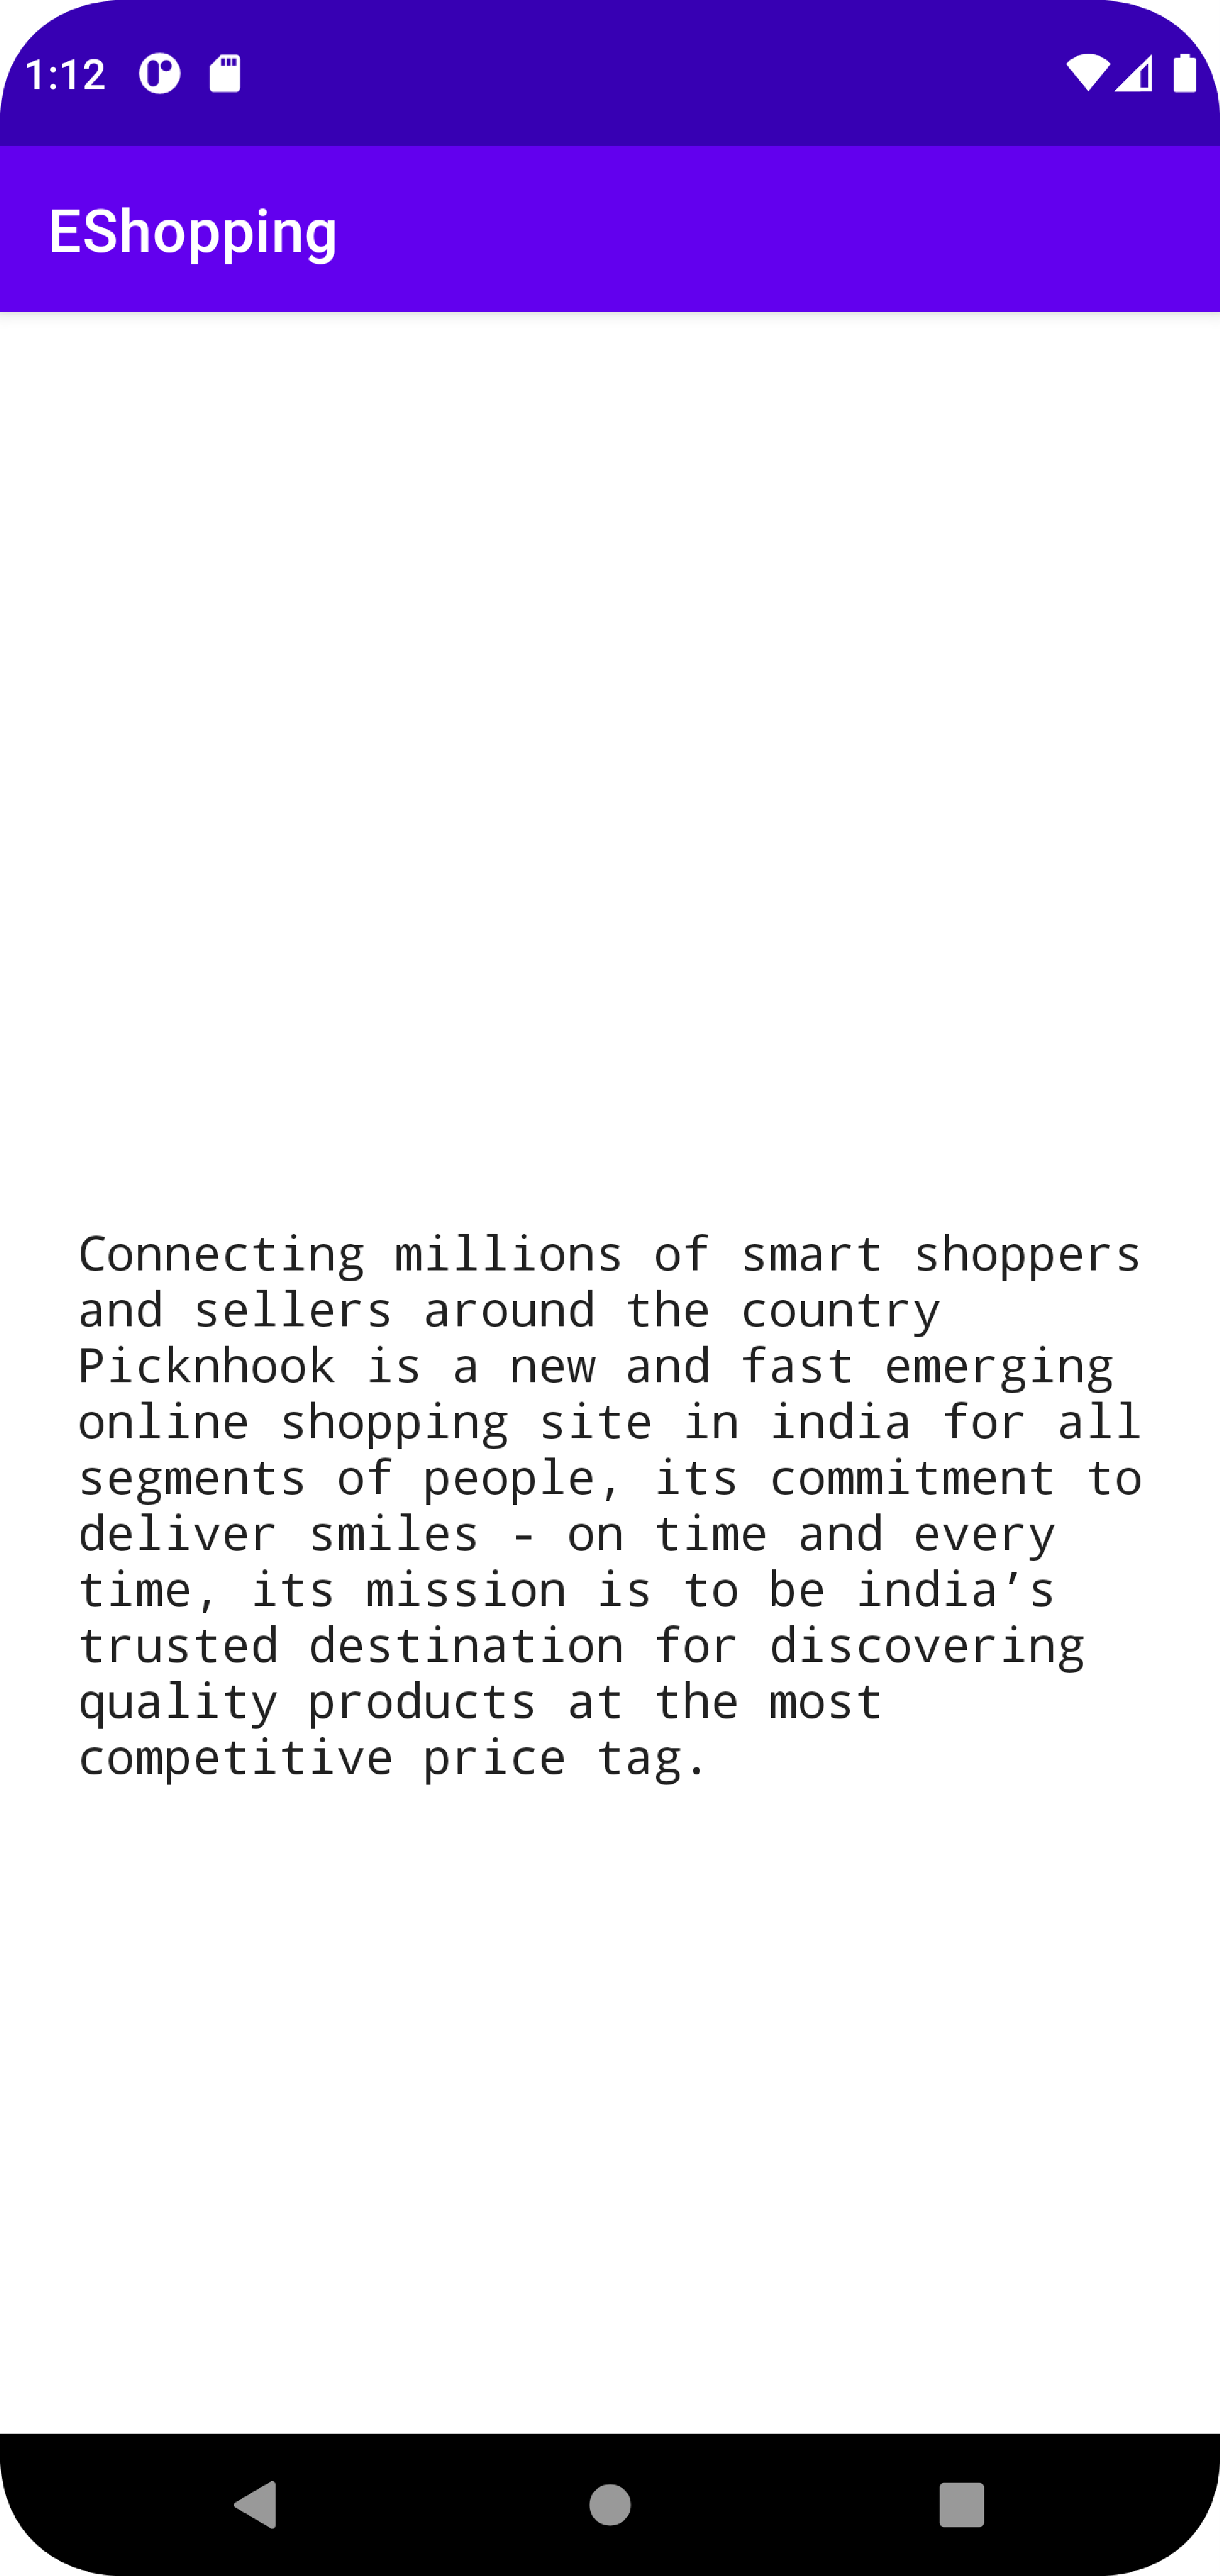 1:12
EShopping
Connecting millions of smart shoppers
and sellers around the country
Picknhook is a new and fast emerging
online shopping site in india for all
segments of people, its commitment to
deliver smiles - on time and every
time, its mission is to be india’s
trusted destination for discovering
quality products at the most
competitive price tag.